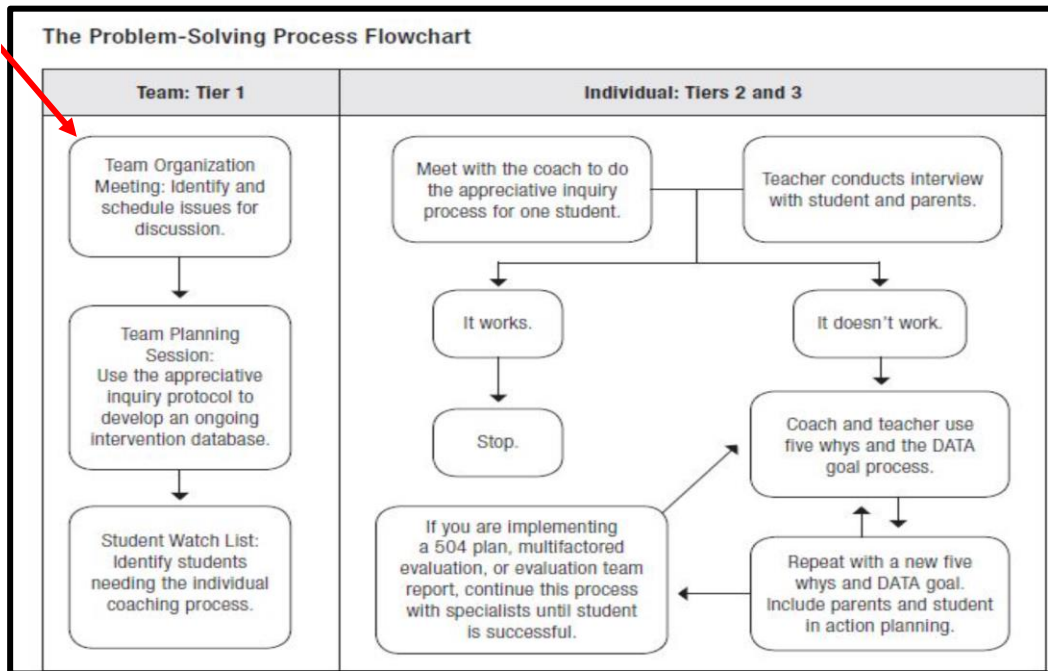 The Problem-Solving Process Flowchart
Team: Tier 1
Individual: Tiers 2 and 3
Team Organization
Meeting: Identify and
schedule issues for
discussion.
Team Planning
Session:
Use the appreciative
inquiry protocol to
develop an ongoing
intervention database.
Student Watch List:
Identify students
needing the individual
coaching process.
Meet with the coach to do
the appreciative inquiry
process for one student.
Teacher conducts interview
with student and parents.
It works.
It doesn't work.
Stop.
Coach and teacher use
five whys and the DATA
goal process.
If you are implementing
a 504 plan, multifactored
evaluation, or evaluation team
report, continue this process
with specialists until student
is successful.
Repeat with a new five
whys and DATA goal.
Include parents and student
in action planning.